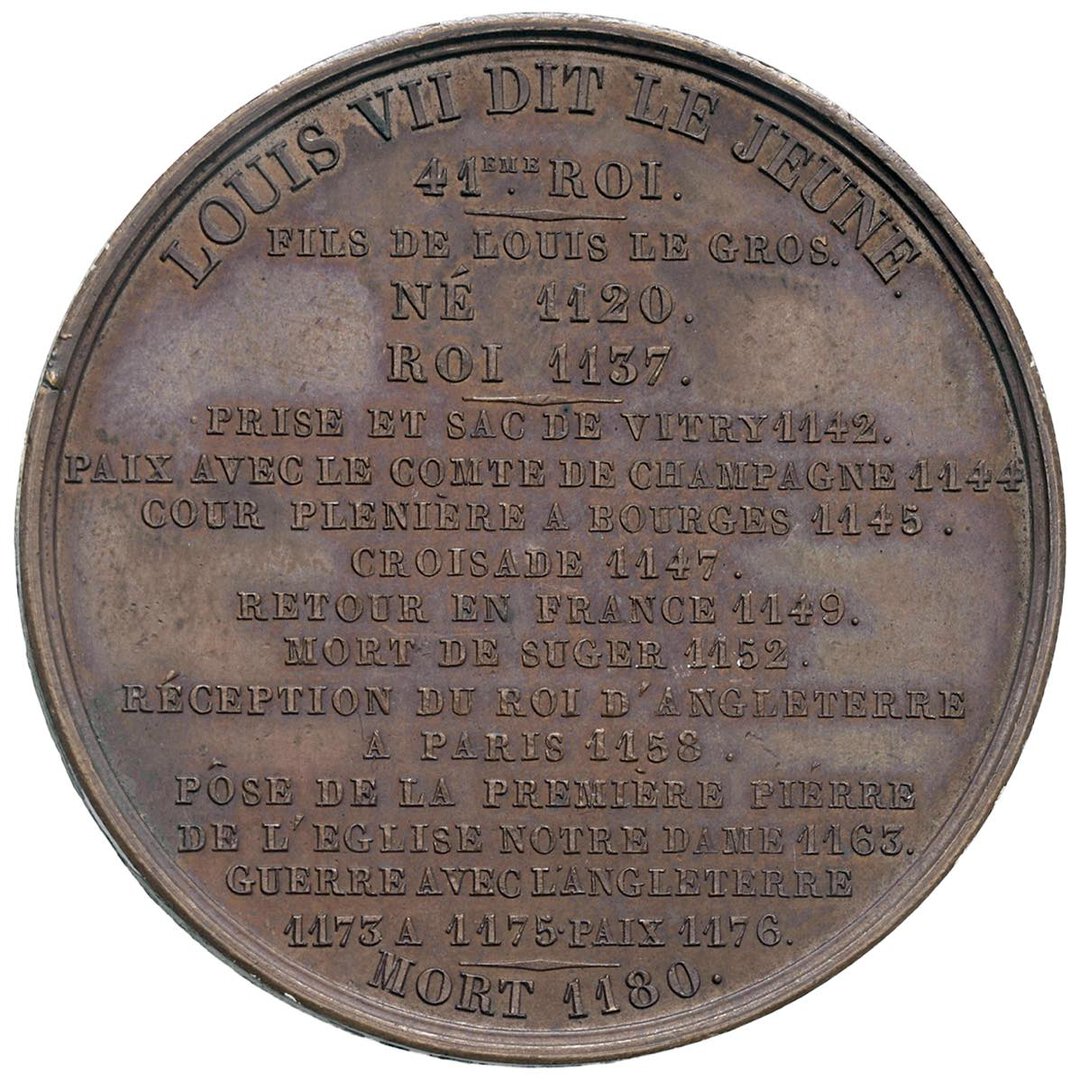 LOUIS VII DIT LE JEUNE.
41EME. ROI.
FILS DE LOUIS LE GROS.
NÉ 1120.
ROI 1137.
PRISE ET SAC DE VITRY 1142.
PAIX AVEC LE COMTE DE CHAMPAGNE 1144
COUR PLENIÈRE A BOURGES 1145.
CROISADE 1147.
RETOUR EN FRANCE 1149.
MORT DE SUGER 1152.
RÉCEPTION DU ROI D'ANGLETERRE
A PARIS 1158.
PÔSE DE LA PREMIÈRE PIÉRRE
DE L'EGLISE NOTRE DAME 1163.
GUERRE AVEC L'ANGLETERRE
1173 A 1175. PAIX 1176.
MORT 1180.